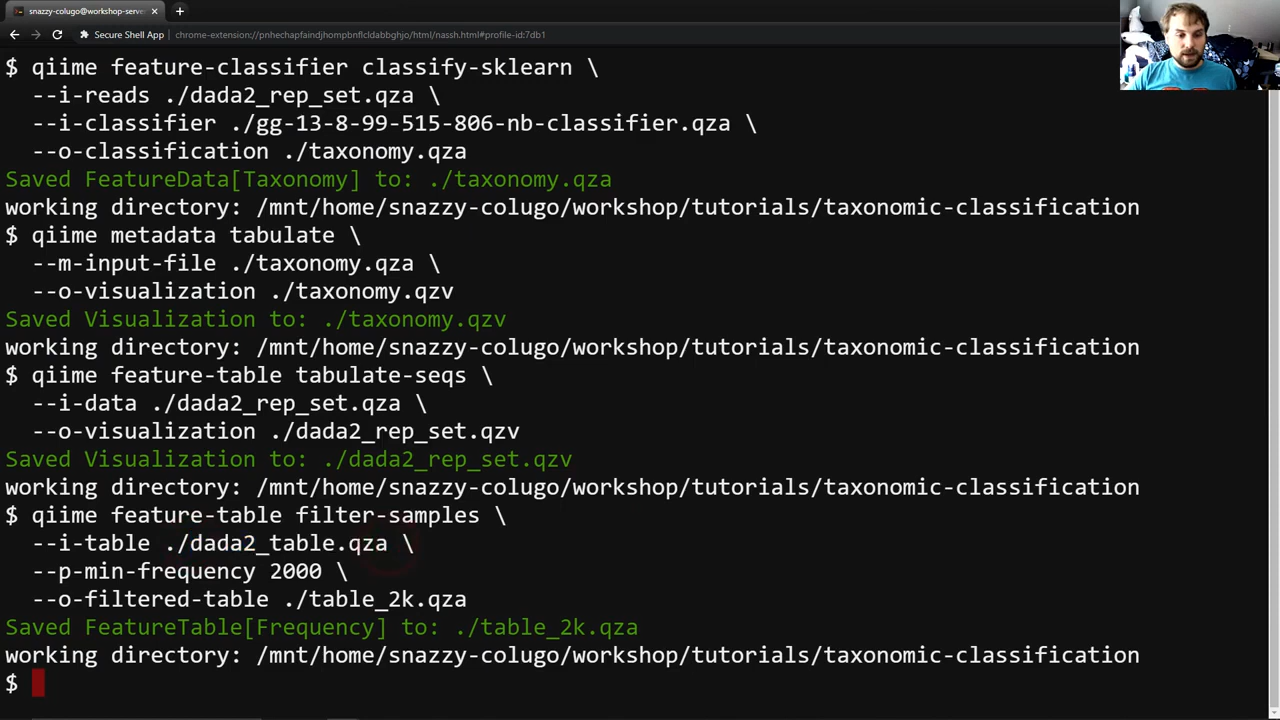 snazzy-colugo@workshop-serve
Secure Shell App chrome-extension://pnhechapfaindjhompbnflcldabbghjo/html/nassh.html#profile-id:7db1
$ qiime feature-classifier classify-sklearn \
--i-reads ./dada2_rep_set.qza \
--i-classifier ./gg-13-8-99-515-806-nb-classifier.qza \
--o-classification ./taxonomy.qza
Saved FeatureData[Taxonomy] to: ./taxonomy.qza
working directory: /mnt/home/snazzy-colugo/workshop/tutorials/taxonomic-classification
$ qiime metadata tabulate \
--m-input-file ./taxonomy.qza \
--o-visualization ./taxonomy.qzv
Saved Visualization to: ./taxonomy.qzv
working directory: /mnt/home/snazzy-colugo/workshop/tutorials/taxonomic-classification
$ qiime feature-table tabulate-seqs \
--i-data ./dada2_rep_set.qza \
--o-visualization ./dada2_rep_set.qzv
Saved Visualization to: ./dada2_rep_set.qzv
working directory: /mnt/home/snazzy-colugo/workshop/tutorials/taxonomic-classification
$ qiime feature-table filter-samples \
--i-table ./dada2_table.qza \
--p-min-frequency 2000 \
--o-filtered-table ./table_2k.qza
Saved FeatureTable[Frequency] to: ./table_2k.qza
working directory: /mnt/home/snazzy-colugo/workshop/tutorials/taxonomic-classification
$